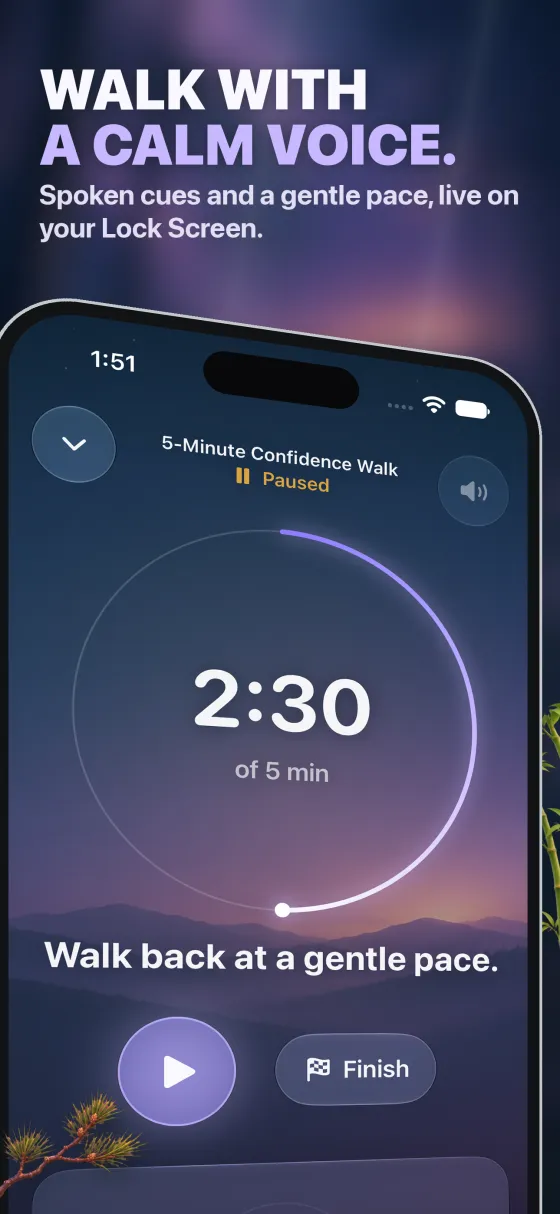 WALK WITH
A CALM VOICE.
Spoken cues and a gentle pace, live on
your Lock Screen.
1:51
5-Minute Confidence Walk
Paused
2:30
of 5 min
Walk back at a gentle pace.
Finish